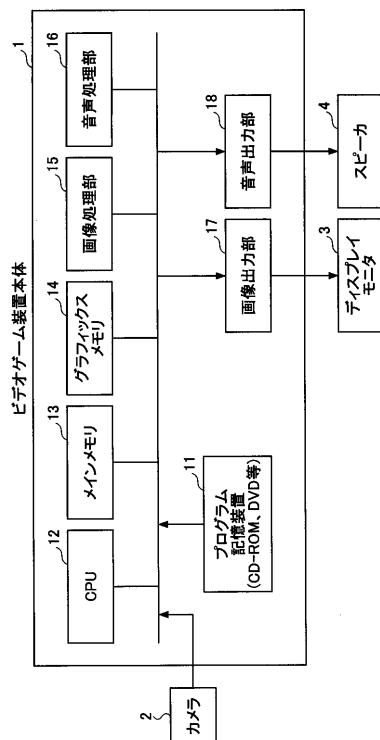 ビデオゲーム装置本体
1
12
CPU
13
メインメモリ
14
グラフィックス
メモリ
15
画像処理部
16
音声処理部
11
プログラム
記憶装置
(CD-ROM、DVD等)
17
画像出力部
18
音声出力部
2
カメラ
3
ディスプレイ
モニタ
4
スピーカ